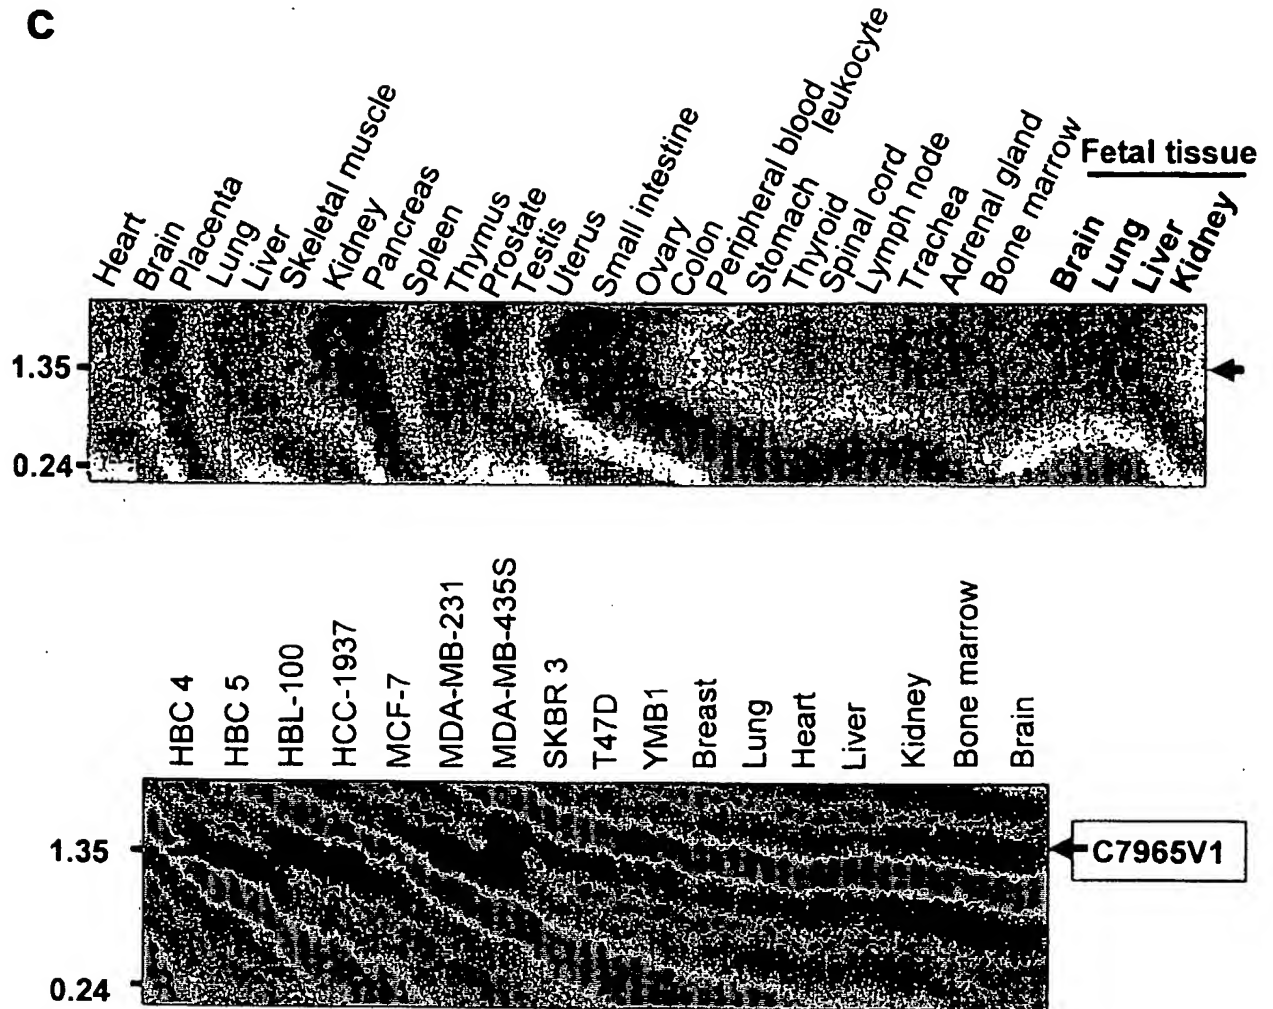 C
Heart
Brain
Placenta
Lung
Liver
Skeletal muscle
Kidney
Pancreas
Spleen
Thymus
Prostate
Testis
Uterus
Small intestine
Ovary
Colon
Peripheral blood
leukocyte
Stomach
Thyroid
Spinal cord
Lymph node
Trachea
Adrenal gland
Bone marrow
Fetal tissue
Brain
Lung
Liver
Kidney
1.35
0.24
HBC 4
HBC 5
HBL-100
HCC-1937
MCF-7
MDA-MB-231
MDA-MB-435S
SKBR 3
T47D
YMB1
Breast
Lung
Heart
Liver
Kidney
Bone marrow
Brain
1.35
C7965V1
0.24